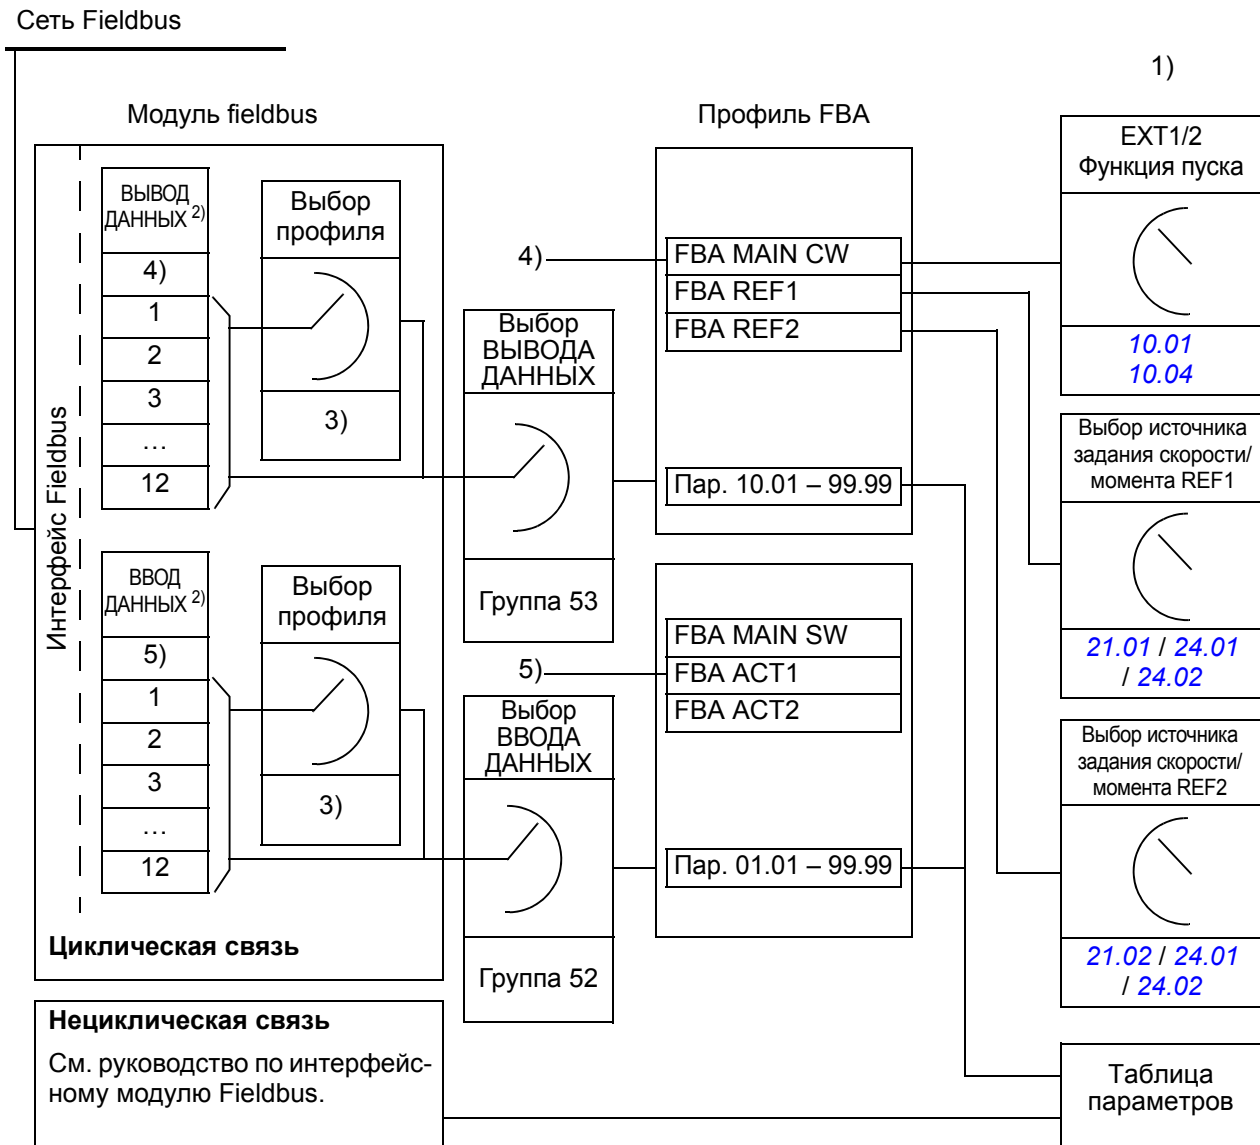 Сеть Fieldbus
1)
Модуль fieldbus
Профиль FBA
Интерфейс Fieldbus
ВЫВОД
ДАННЫХ 2)
4)
1
2
3
…
12
Выбор
профиля
3)
ВВОД
ДАННЫХ 2)
5)
1
2
3
…
12
Выбор
профиля
3)
Циклическая связь
4)
Выбор
ВЫВОДА
ДАННЫХ
Группа 53
5)
Выбор
ВВОДА
ДАННЫХ
Группа 52
FBA MAIN CW
FBA REF1
FBA REF2
Пар. 10.01 – 99.99
FBA MAIN SW
FBA ACT1
FBA ACT2
Пар. 01.01 – 99.99
EXT1/2
Функция пуска
10.01
10.04
Выбор источника
задания скорости/
момента REF1
21.01 / 24.01
/ 24.02
Выбор источника
задания скорости/
момента REF2
21.02 / 24.01
/ 24.02
Нециклическая связь
См. руководство по интерфейс-
ному модулю Fieldbus.
Таблица
параметров